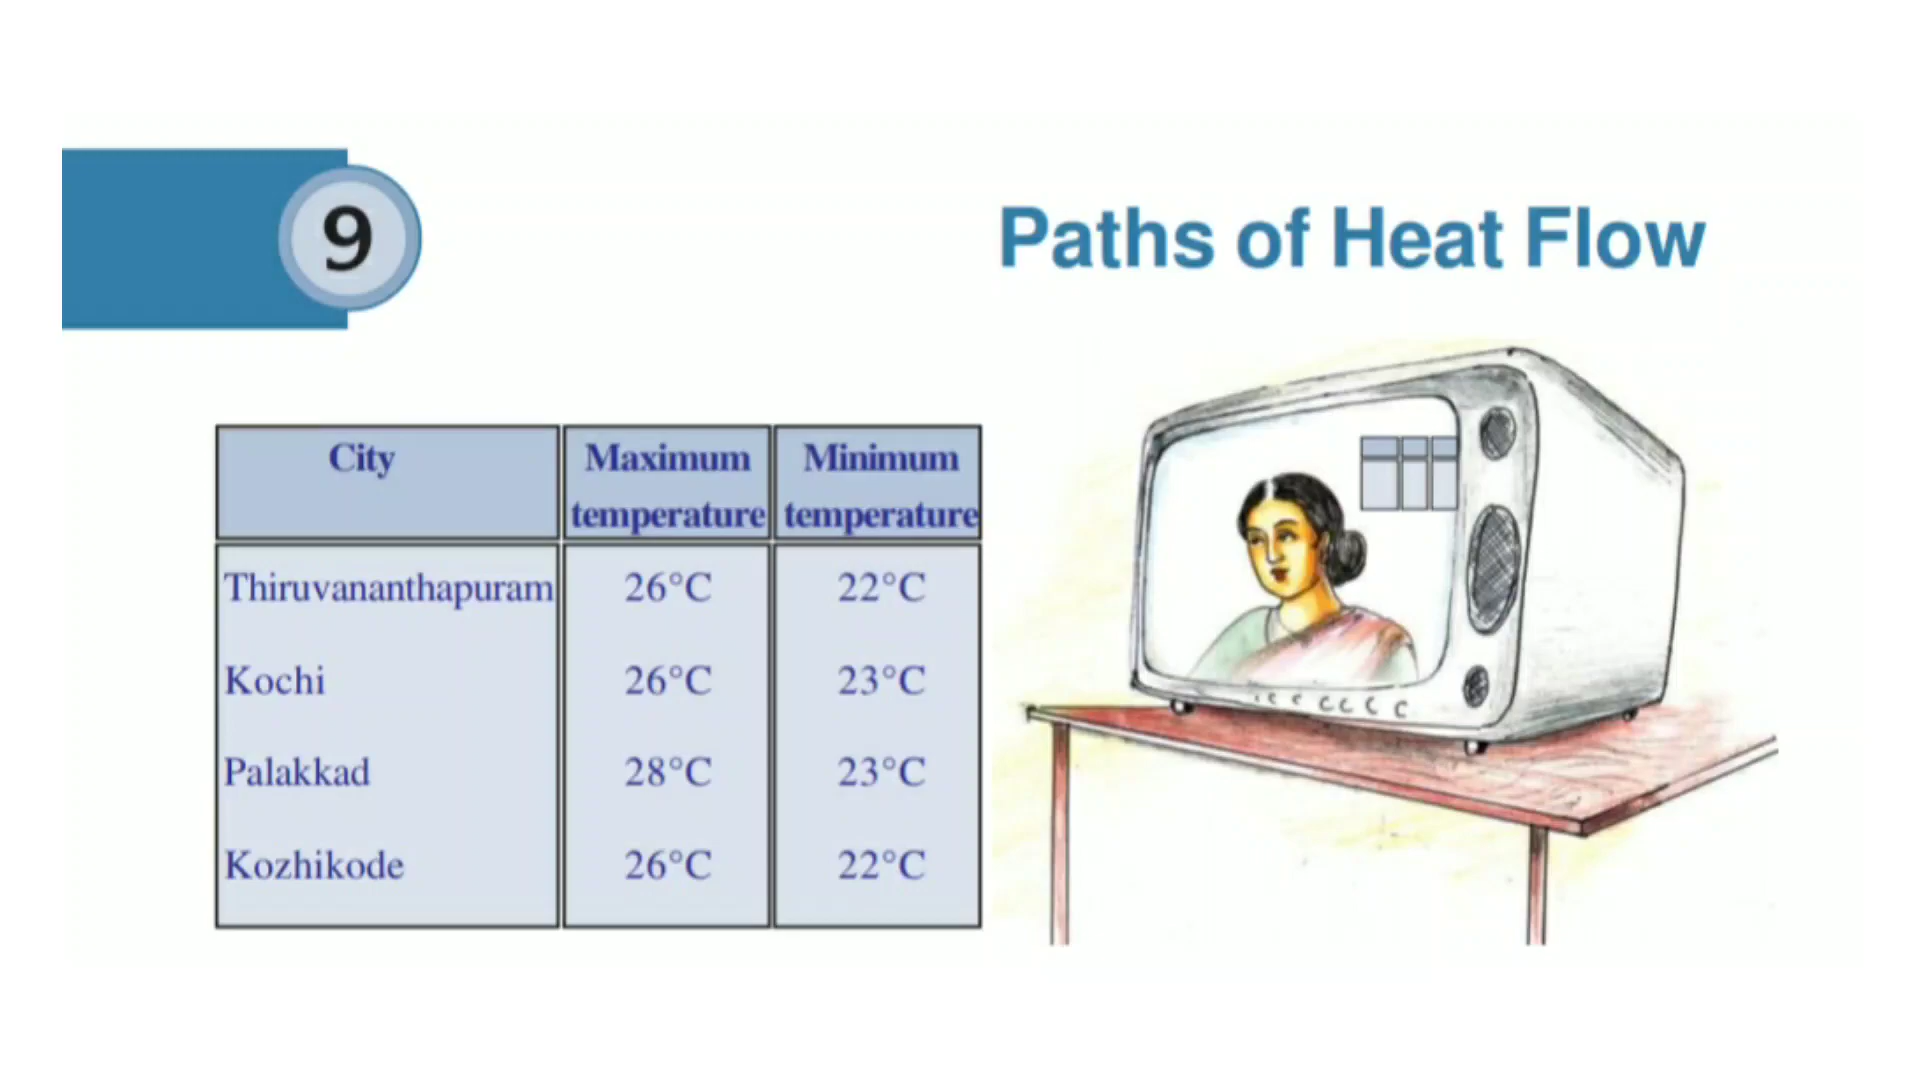 9
Paths of Heat Flow
City Maximum temperature Minimum temperature
Thiruvananthapuram 26°C 22°C
Kochi 26°C 23°C
Palakkad 28°C 23°C
Kozhikode 26°C 22°C